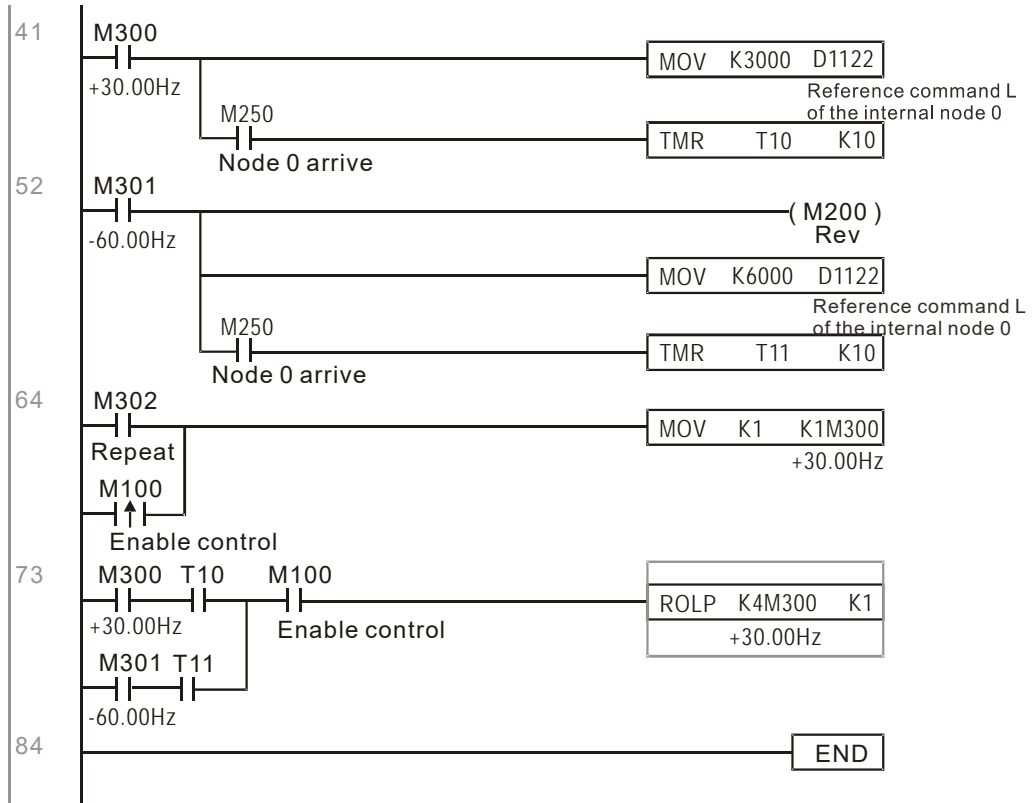 41
M300
MOV K3000 D1122
+30.00Hz
Reference command L
of the internal node 0
M250
TMR T10 K10
Node 0 arrive
52
M301
( M200 )
Rev
-60.00Hz
MOV K6000 D1122
Reference command L
of the internal node 0
M250
TMR T11 K10
Node 0 arrive
64
M302
MOV K1 K1M300
Repeat
+30.00Hz
M100
Enable control
73
M300 T10 M100
ROLP K4M300 K1
+30.00Hz
Enable control
+30.00Hz
M301 T11
-60.00Hz
84
END